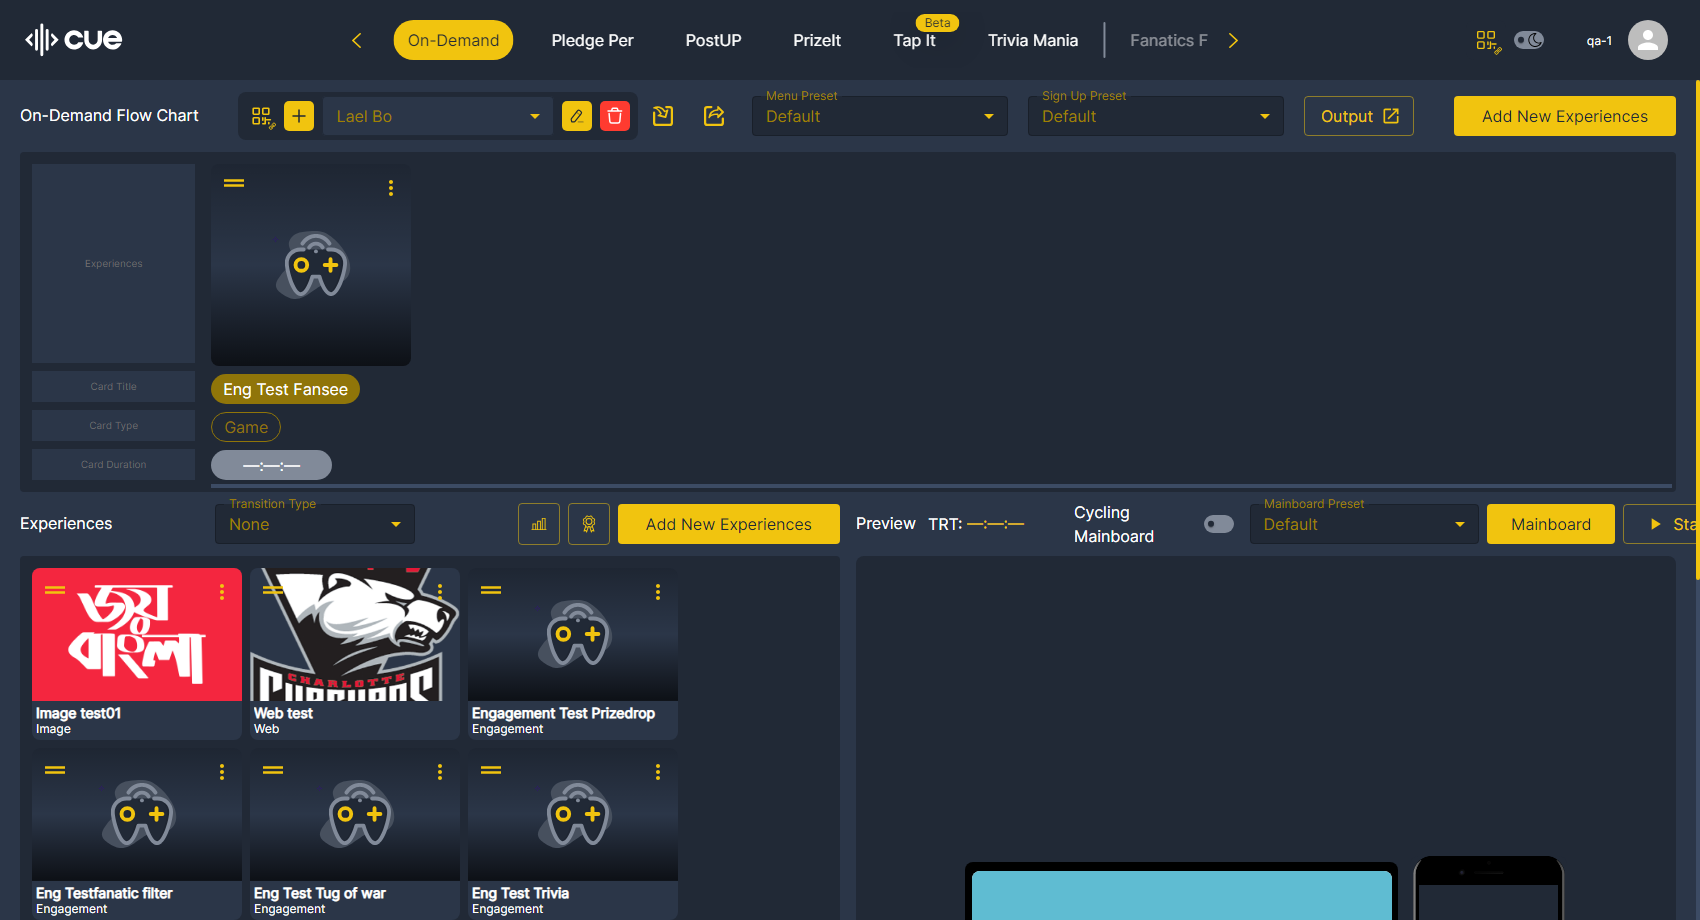 cue
On-Demand
Pledge Per
PostUP
PrizeIt
Tap It
Beta
Trivia Mania
Fanatics F
qa-1
On-Demand Flow Chart
Lael Bo
Menu Preset
Default
Sign Up Preset
Default
Output
Add New Experiences
Experiences
Card Title
Card Type
Card Duration
Eng Test Fansee
Game
—:—:—
Experiences
Transition Type
None
Add New Experiences
Preview
TRT: —:—:—
Cycling
Mainboard
Mainboard Preset
Default
Mainboard
Sta
জয়
বাংলা
Image test01
Image
CHARLOTTE
Web test
Web
Engagement Test Prizedrop
Engagement
Eng Testfanatic filter
Engagement
Eng Test Tug of war
Engagement
Eng Test Trivia
Engagement